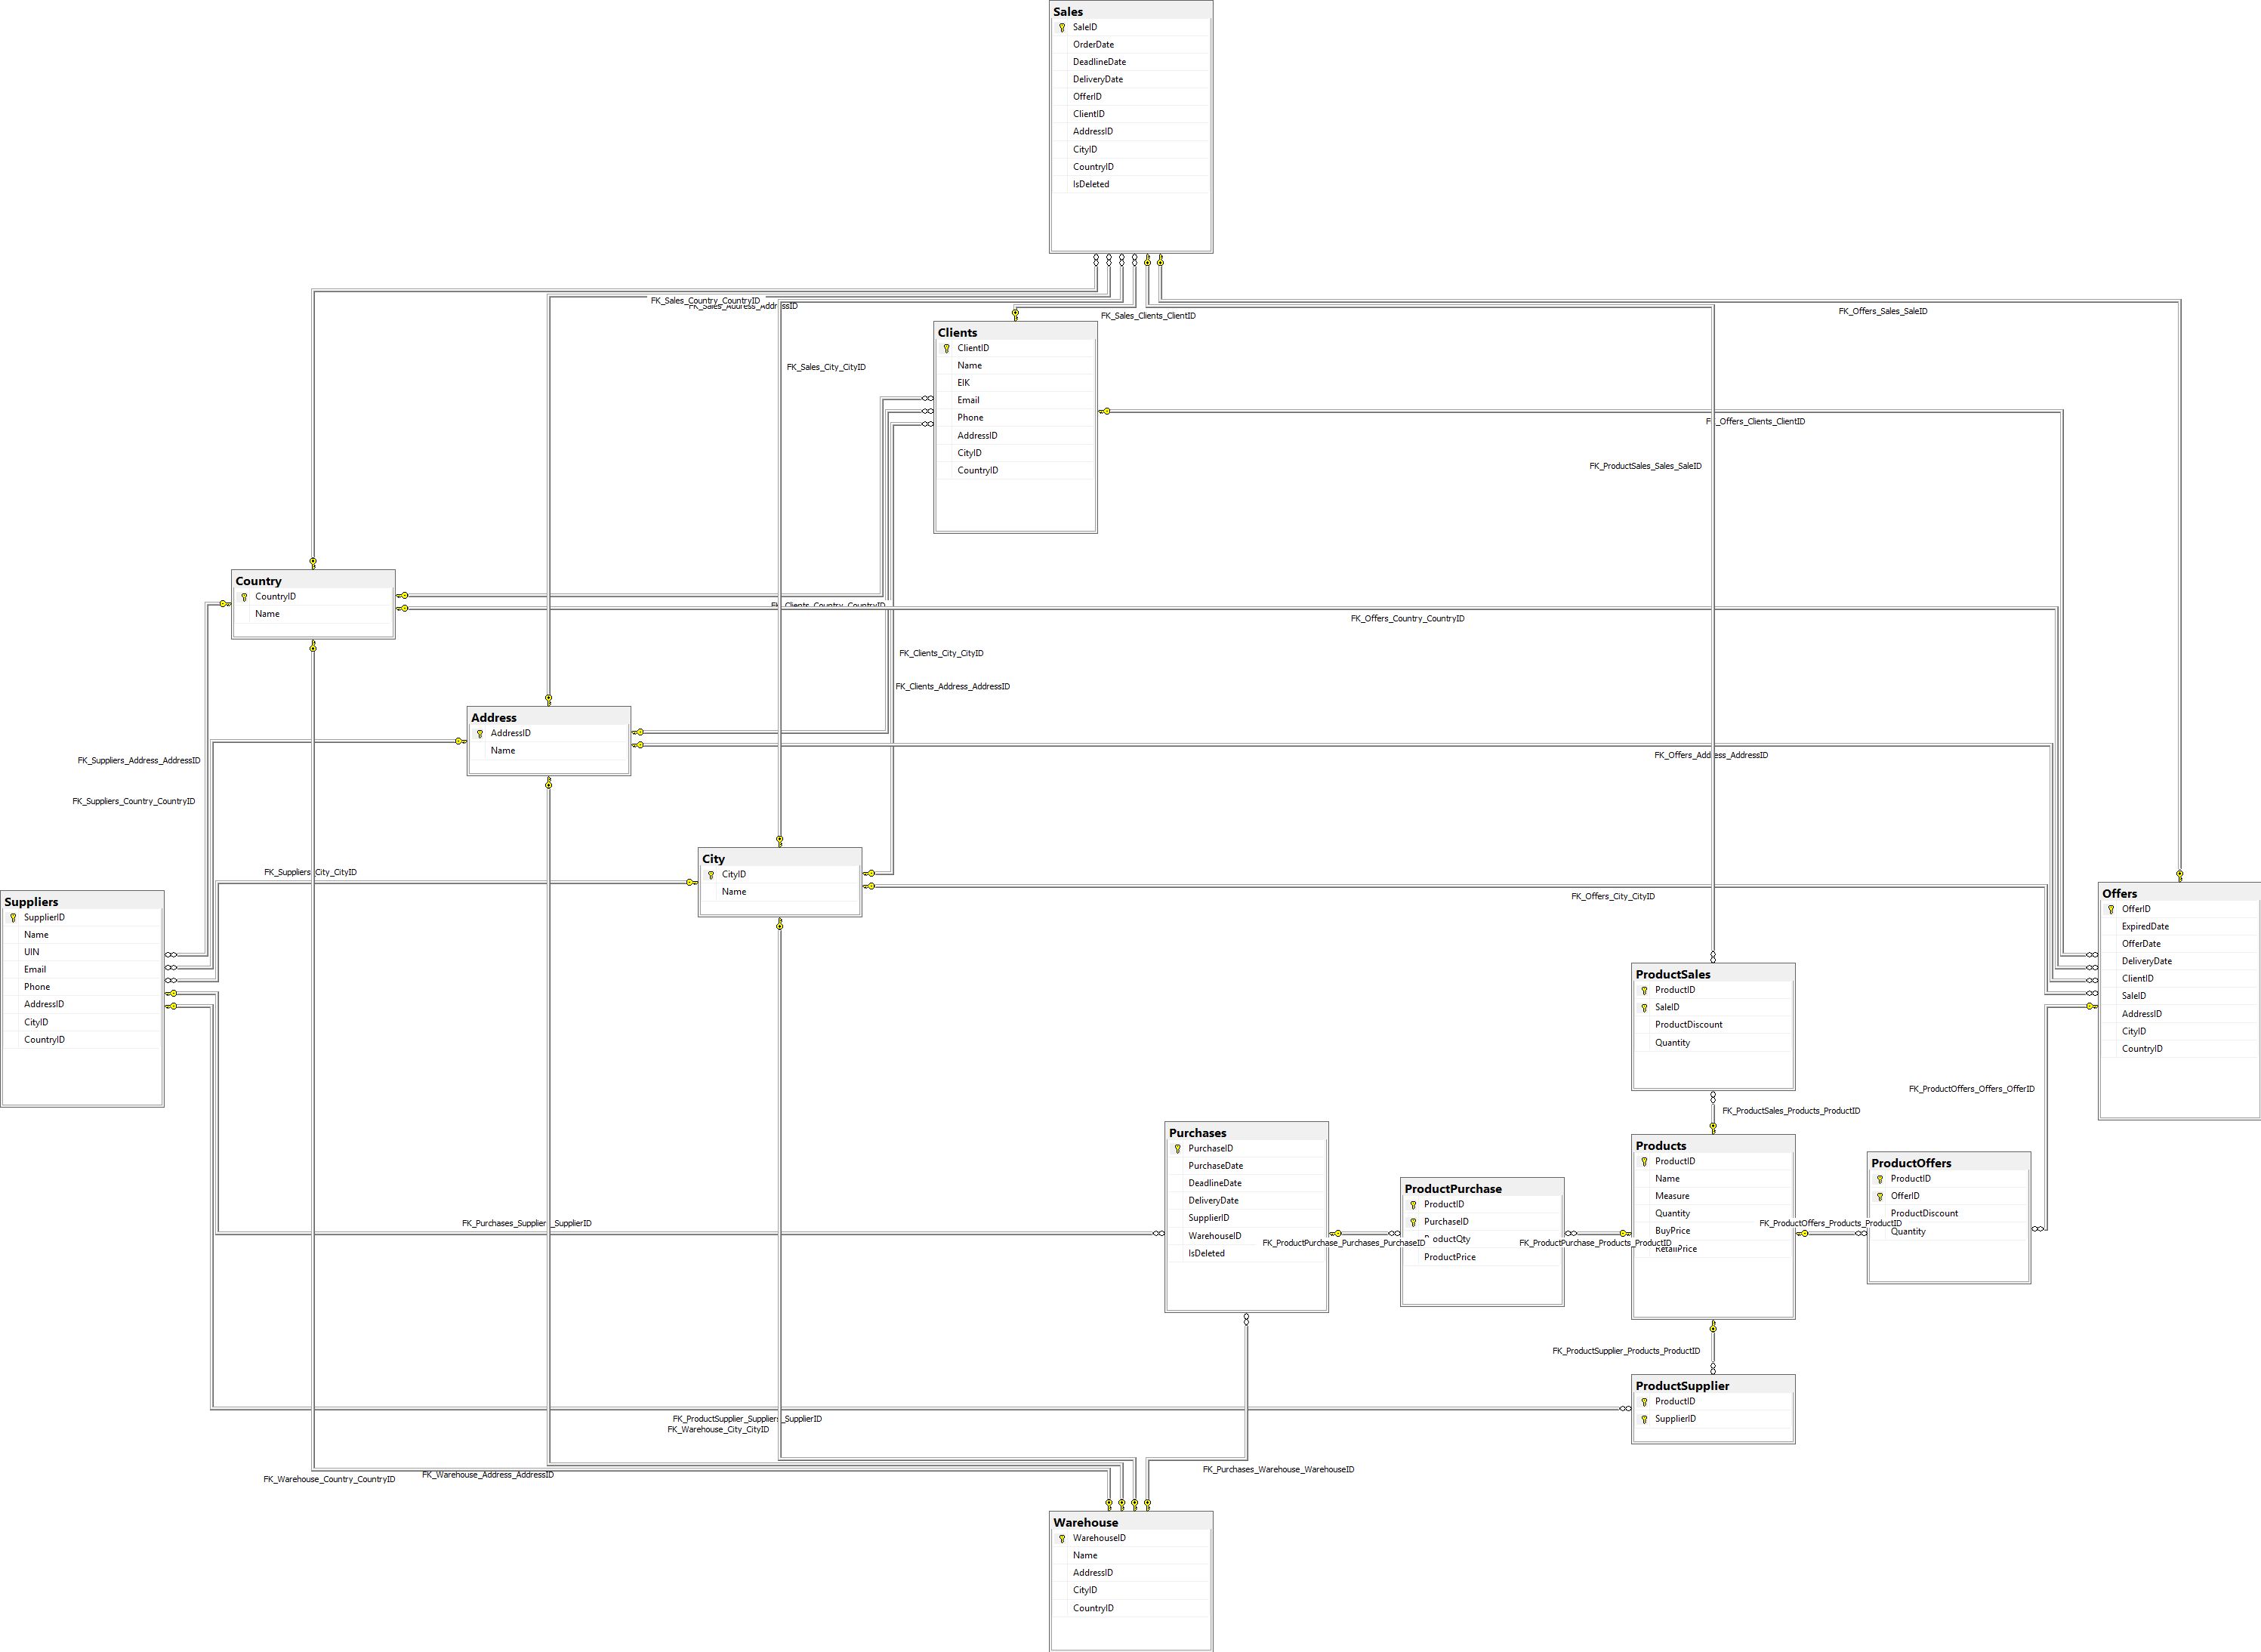 Sales
SaleID
OrderDate
DeadlineDate
DeliveryDate
OfferID
ClientID
AddressID
CityID
CountryID
IsDeleted
FK_Sales_Country_CountryID
FK_Sales_Address_AddressID
FK_Sales_Clients_ClientID
FK_Offers_Sales_SaleID
Clients
ClientID
Name
EIK
Email
Phone
AddressID
CityID
CountryID
FK_Sales_City_CityID
FK_Offers_Clients_ClientID
FK_ProductSales_Sales_SaleID
Country
CountryID
Name
FK_Clients_Country_CountryID
FK_Offers_Country_CountryID
FK_Clients_City_CityID
FK_Clients_Address_AddressID
Address
AddressID
Name
FK_Suppliers_Address_AddressID
FK_Offers_Address_AddressID
FK_Suppliers_Country_CountryID
City
CityID
Name
FK_Suppliers_City_CityID
FK_Offers_City_CityID
Suppliers
SupplierID
Name
UIN
Email
Phone
AddressID
CityID
CountryID
Offers
OfferID
ExpiredDate
OfferDate
DeliveryDate
ClientID
SaleID
AddressID
CityID
CountryID
ProductSales
ProductID
SaleID
ProductDiscount
Quantity
FK_ProductOffers_Offers_OfferID
FK_ProductSales_Products_ProductID
Purchases
PurchaseID
PurchaseDate
DeadlineDate
DeliveryDate
SupplierID
WarehouseID
IsDeleted
ProductPurchase
ProductID
PurchaseID
ProductQty
ProductPrice
Products
ProductID
Name
Measure
Quantity
BuyPrice
RetailPrice
ProductOffers
ProductID
OfferID
ProductDiscount
Quantity
FK_Purchases_Suppliers_SupplierID
FK_ProductPurchase_Purchases_PurchaseID
FK_ProductPurchase_Products_ProductID
FK_ProductOffers_Products_ProductID
FK_ProductSupplier_Products_ProductID
ProductSupplier
ProductID
SupplierID
FK_ProductSupplier_Suppliers_SupplierID
FK_Warehouse_City_CityID
FK_Warehouse_Country_CountryID
FK_Warehouse_Address_AddressID
FK_Purchases_Warehouse_WarehouseID
Warehouse
WarehouseID
Name
AddressID
CityID
CountryID